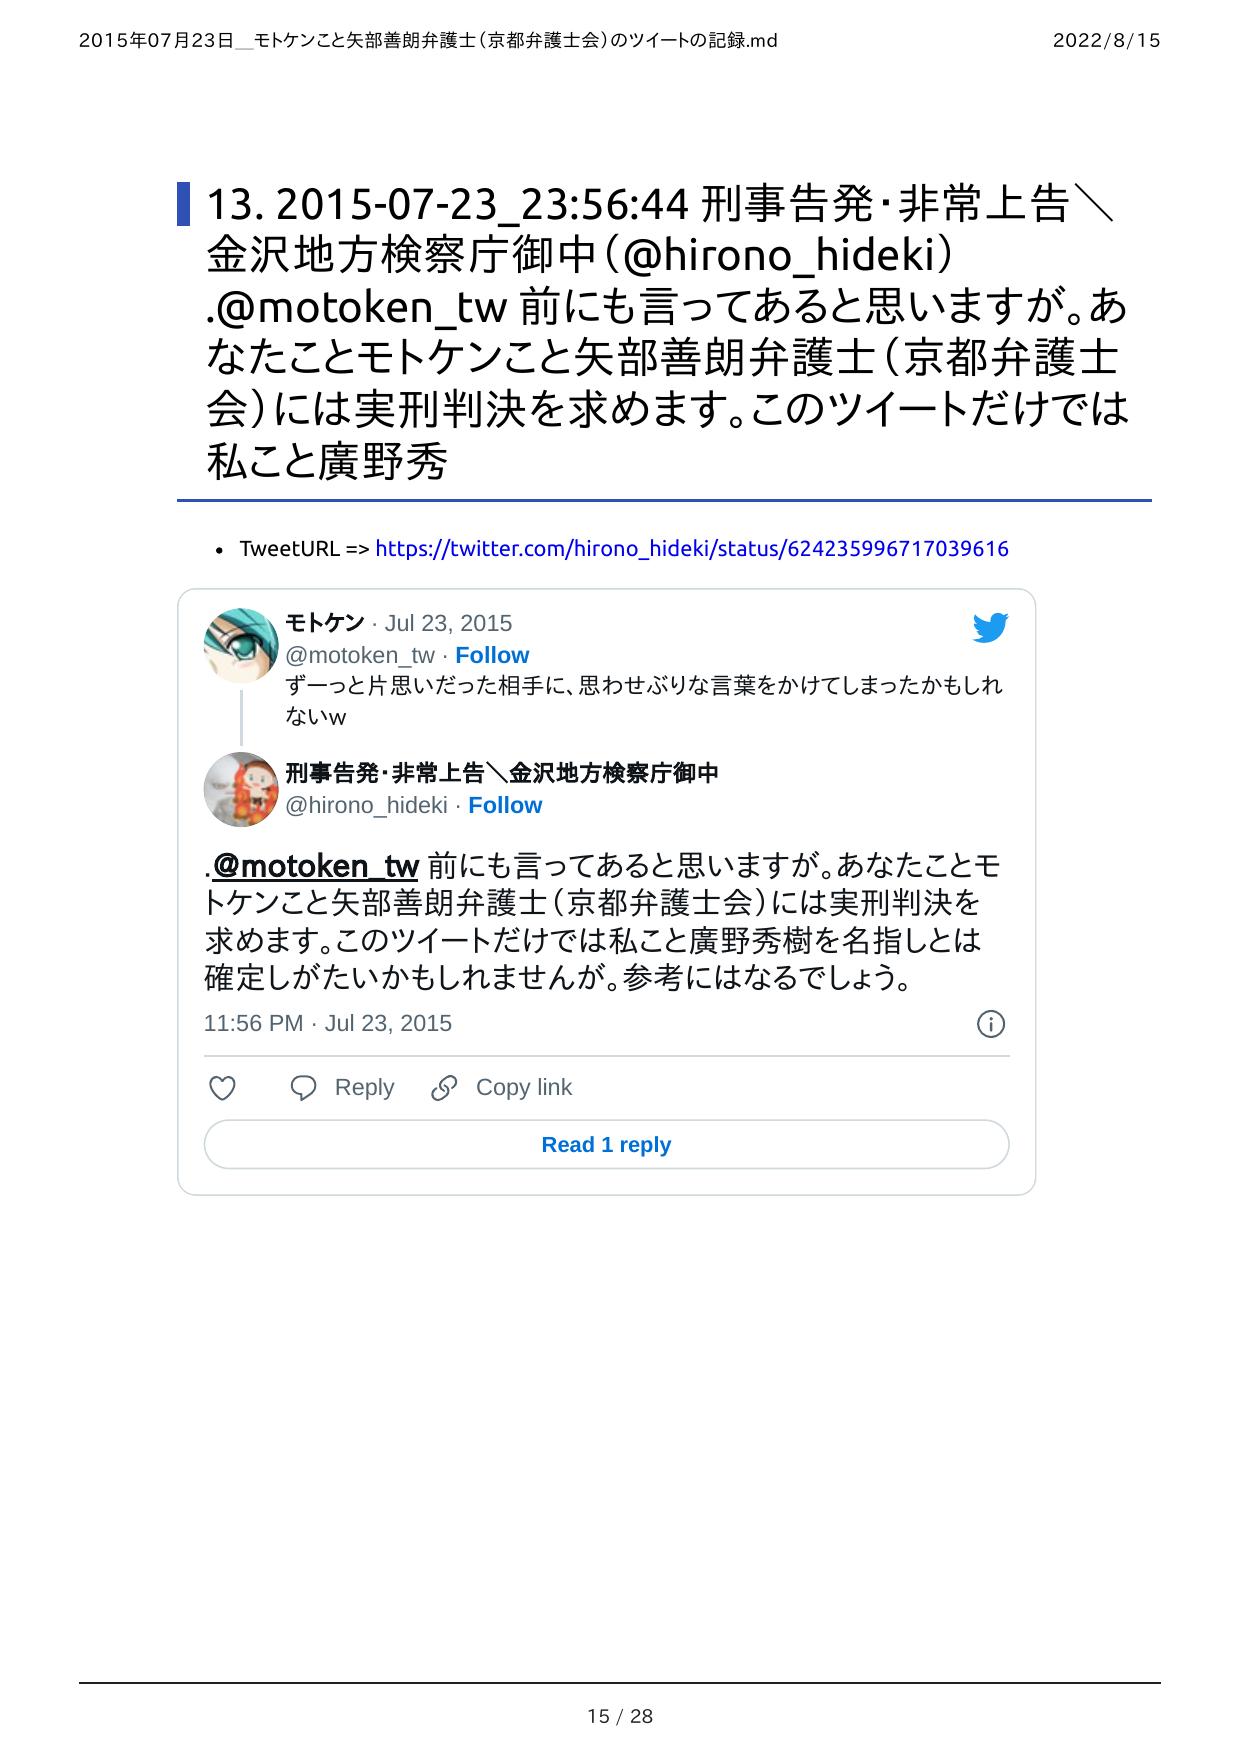 2015年07月23日__モトケンこと矢部善朗弁護士（京都弁護士会）のツイートの記録.md 2022/8/15
13. 2015-07-23_23:56:44 刑事告発・非常上告＼
金沢地方検察庁御中（@hirono_hideki）
.@motoken_tw 前にも言ってあると思いますが。あ
なたことモトケンこと矢部善朗弁護士（京都弁護士
会）には実刑判決を求めます。このツイートだけでは
私こと廣野秀
• TweetURL => https://twitter.com/hirono_hideki/status/624235996717039616
モトケン · Jul 23, 2015
@motoken_tw · Follow
ずーっと片思いだった相手に、思わせぶりな言葉をかけてしまったかもしれ
ないw
刑事告発・非常上告＼金沢地方検察庁御中
@hirono_hideki · Follow
.@motoken_tw 前にも言ってあると思いますが。あなたことモ
トケンこと矢部善朗弁護士（京都弁護士会）には実刑判決を
求めます。このツイートだけでは私こと廣野秀樹を名指しとは
確定しがたいかもしれませんが。参考にはなるでしょう。
11:56 PM · Jul 23, 2015
Reply Copy link
Read 1 reply
15 / 28